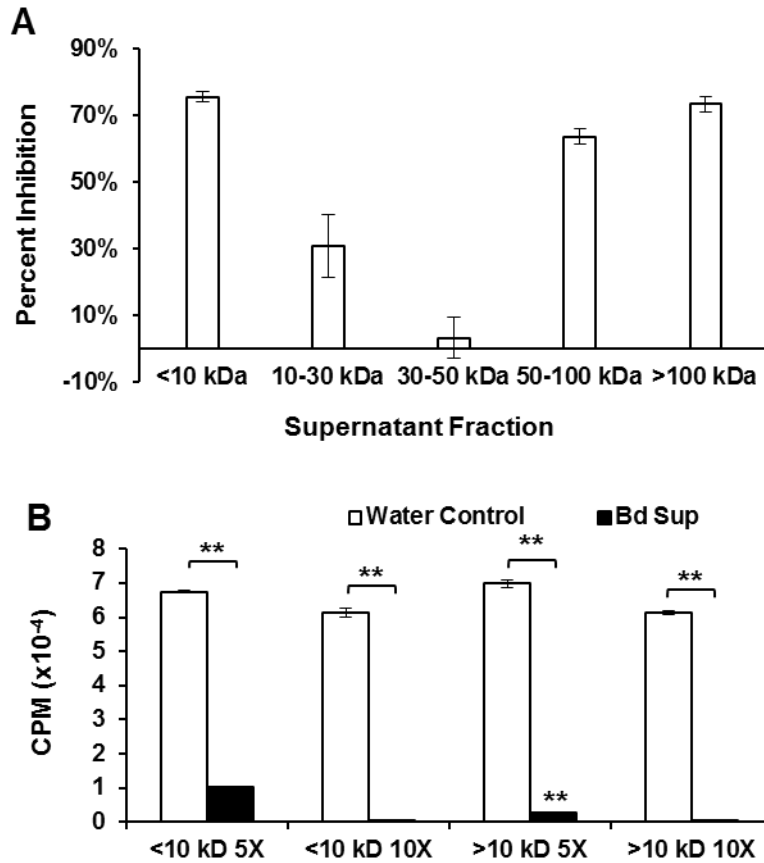 A
90%
70%
50%
30%
10%
-10%
Percent Inhibition
<10 kDa 10-30 kDa 30-50 kDa 50-100 kDa >100 kDa
Supernatant Fraction
B
Water Control Bd Sup
8
7
6
5
4
3
2
1
0
CPM (x10⁻⁴)
** ** ** **
**
<10 kD 5X <10 kD 10X >10 kD 5X >10 kD 10X